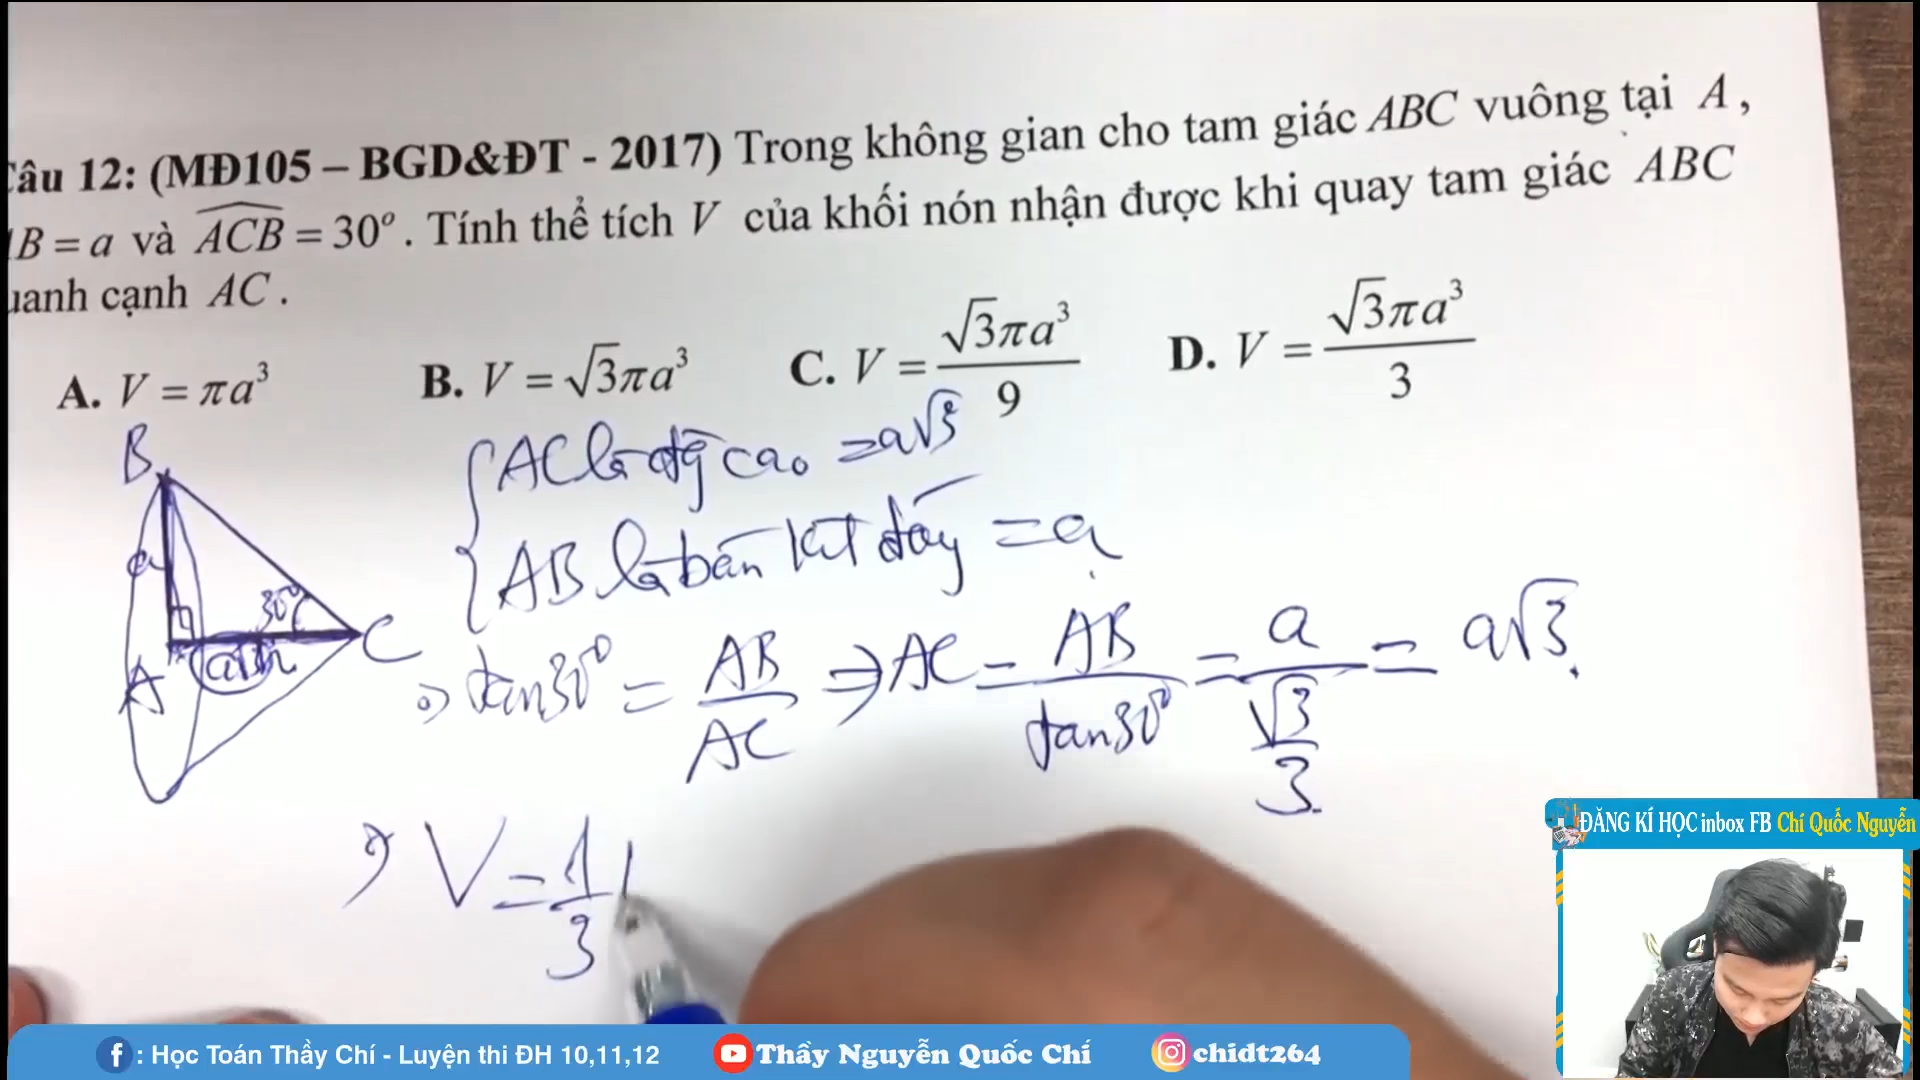 Câu 12: (MĐ105 – BGD&ĐT - 2017) Trong không gian cho tam giác ABC vuông tại A,
B = a và ACB = 30°. Tính thể tích V của khối nón nhận được khi quay tam giác ABC
uanh cạnh AC.
A. V = πa³ B. V = √3πa³ C. V = √3πa³/9 D. V = √3πa³/3
B
a
30°
A
C
AC là độ cao = a√3
AB là bán kính đáy = a
tan30° = AB/AC ⇒ AC = AB/tan30° = a/(√3/3) = a√3.
⇒ V = 1/3
ĐĂNG KÍ HỌC inbox FB Chí Quốc Nguyễn
f : Học Toán Thầy Chí - Luyện thi ĐH 10,11,12 Thầy Nguyễn Quốc Chí chidt264